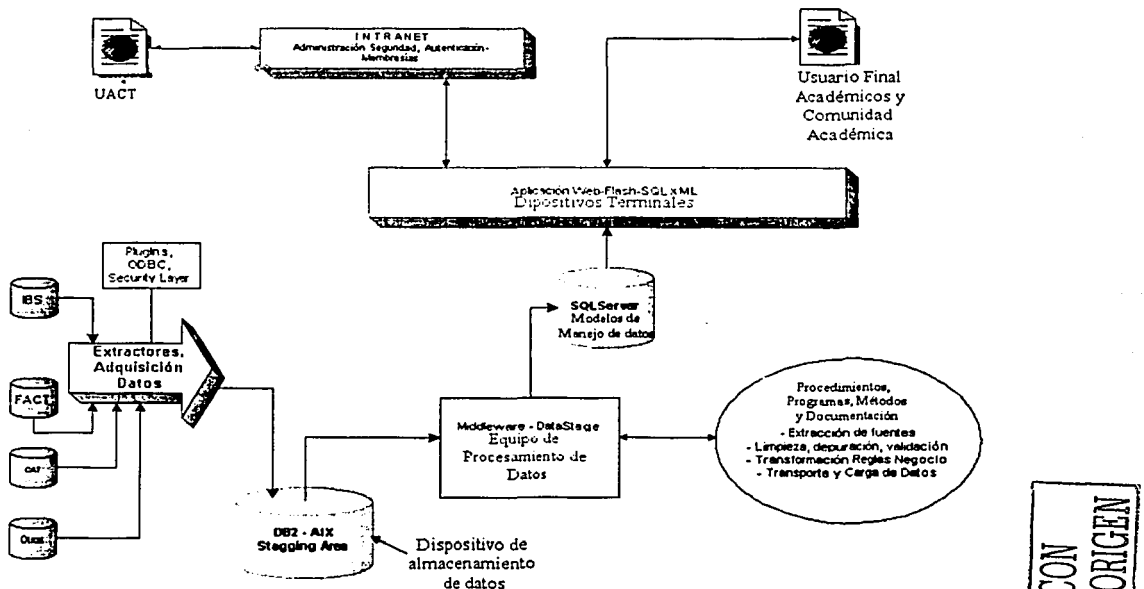 INTRANET
Administración Seguridad, Autenticación-
Membresias
UACT
Usuario Final
Académicos y
Comunidad
Académica
Aplicación Web-Flash-SQLxML
Dipositivos Terminales
PlugIns,
ODBC,
Security Layer
IBS
Extractores,
Adquisición
Datos
FACT
CAT
SQLServer
Modelos de
Manejo de datos
Middleware - DataStage
Equipo de
Procesamiento de
Datos
Procedimientos,
Programas, Métodos
y Documentación
- Extracción de fuentes
- Limpieza, depuración, validación
- Transformación Reglas Negocio
- Transporte y Carga de Datos
DB2 - AIX
Stagging Area
Dispositivo de
almacenamiento
de datos
CON
ORIGEN